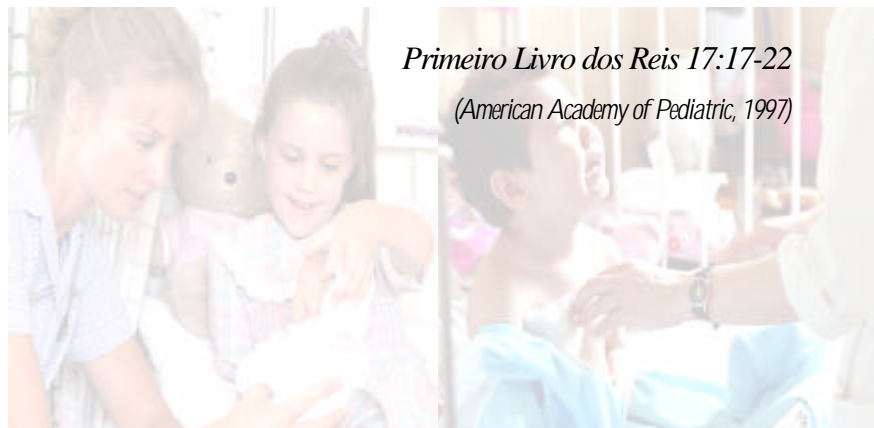 Primeiro Livro dos Reis 17:17-22
(American Academy of Pediatric, 1997)